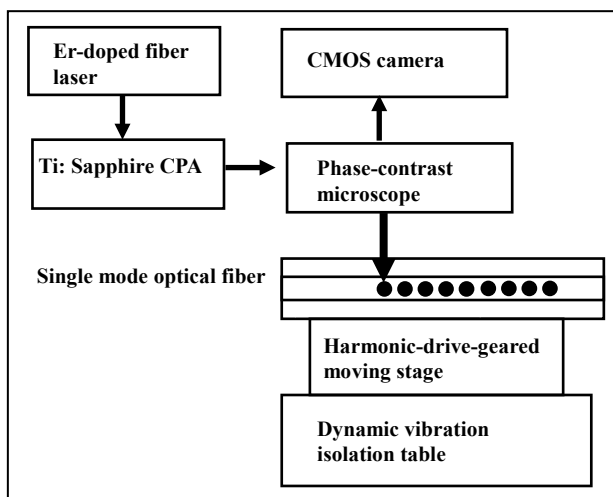 Er-doped fiber
laser
CMOS camera
Ti: Sapphire CPA
Phase-contrast
microscope
Single mode optical fiber
Harmonic-drive-geared
moving stage
Dynamic vibration
isolation table